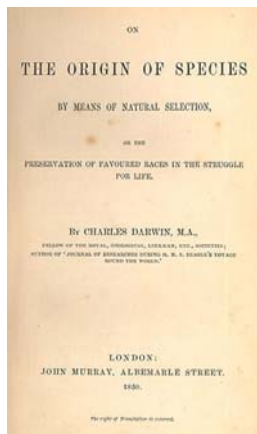 ON
THE ORIGIN OF SPECIES
BY MEANS OF NATURAL SELECTION,
OR THE
PRESERVATION OF FAVOURED RACES IN THE STRUGGLE
FOR LIFE.
By CHARLES DARWIN, M.A.,
FELLOW OF THE ROYAL, GEOLOGICAL, LINNÆAN, ETC., SOCIETIES;
AUTHOR OF 'JOURNAL OF RESEARCHES DURING H. M. S. BEAGLE'S VOYAGE
ROUND THE WORLD.'
LONDON:
JOHN MURRAY, ALBEMARLE STREET.
1859.
The right of Translation is reserved.